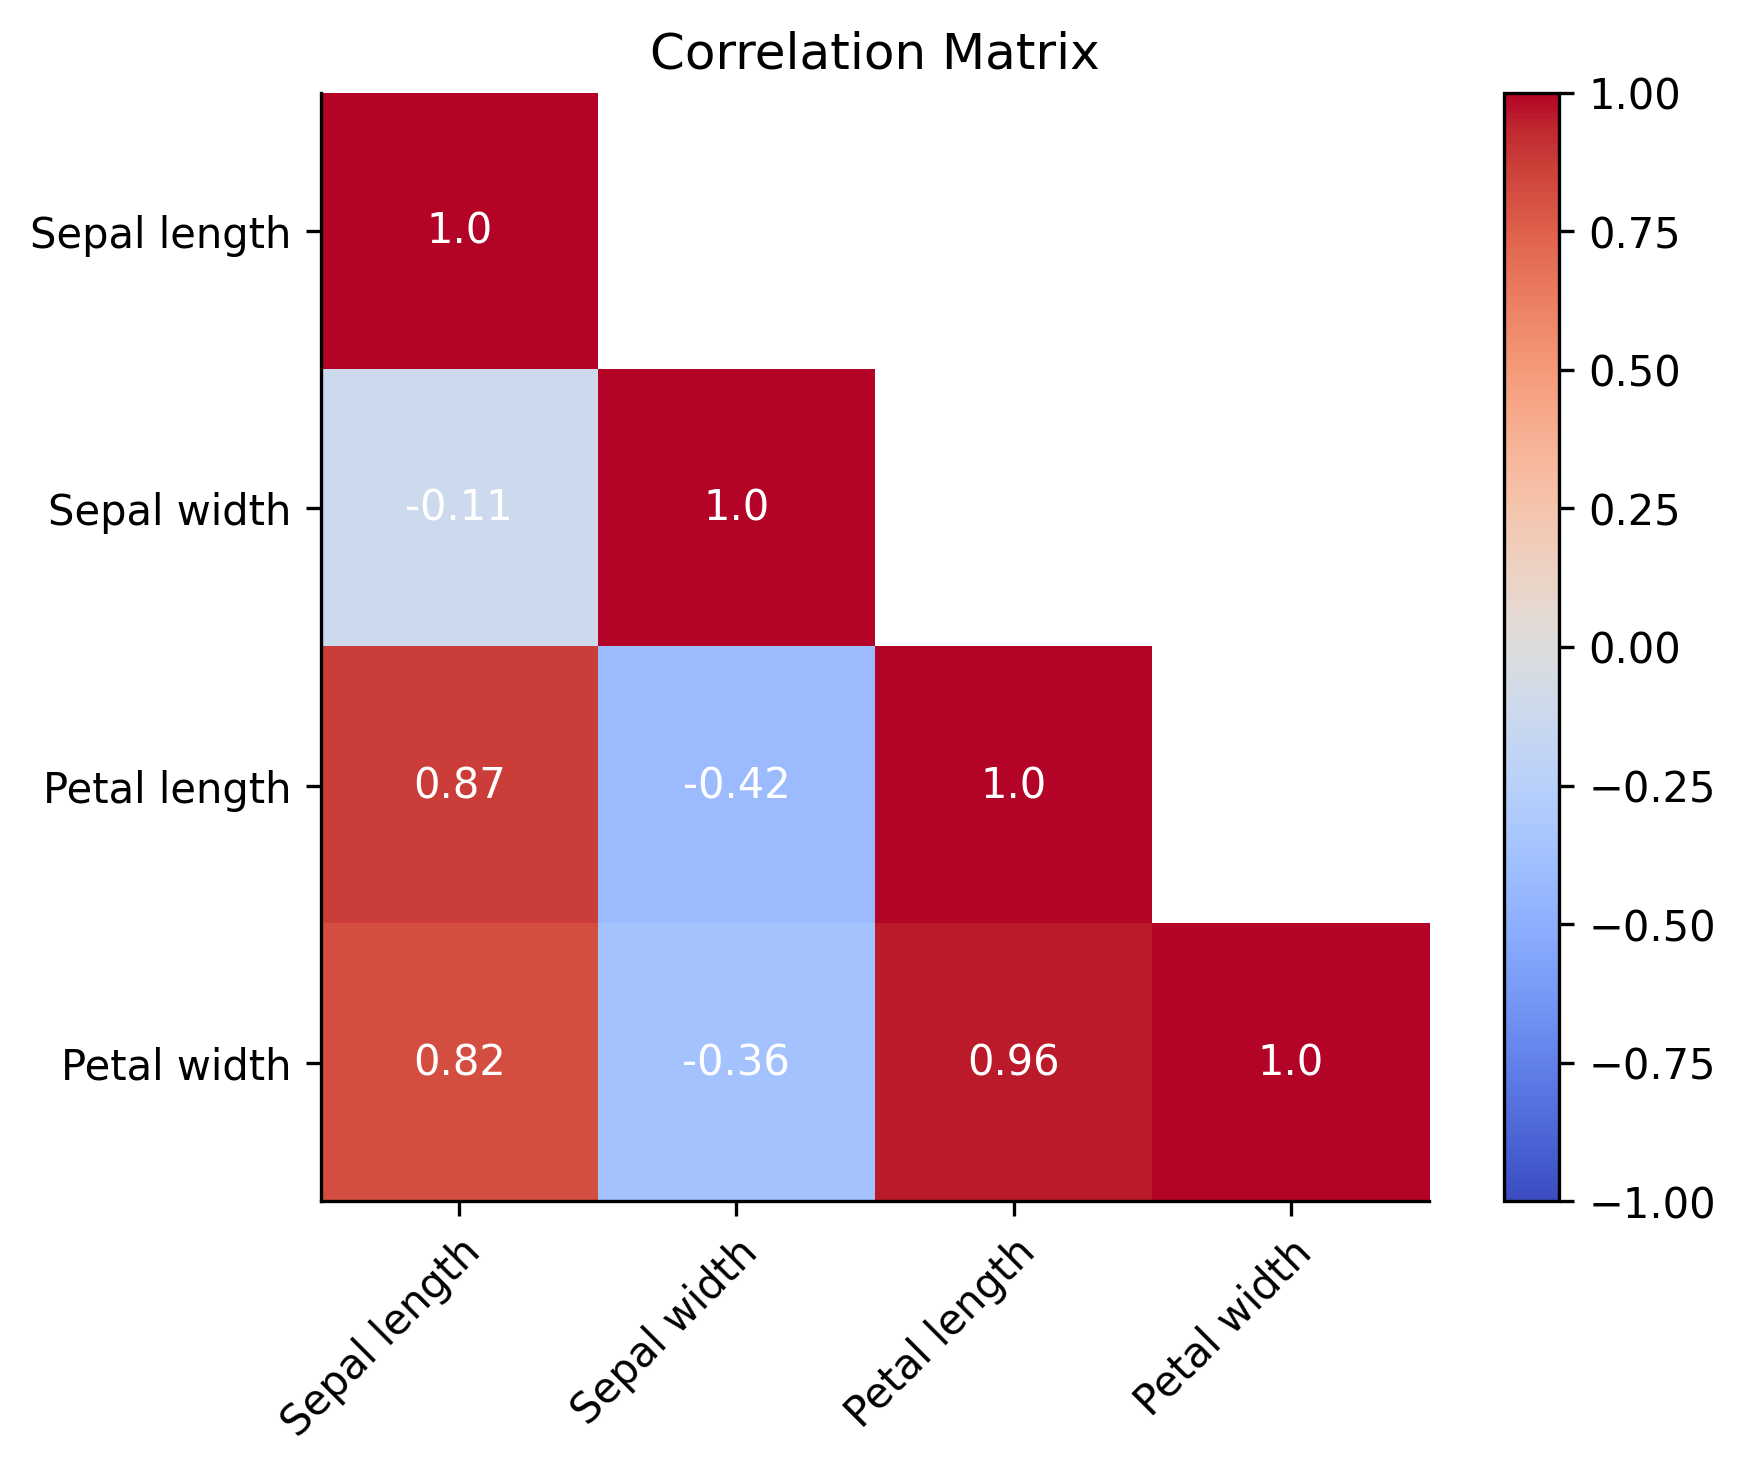 Correlation Matrix
Sepal length
1.0
Sepal width
-0.11
1.0
Petal length
0.87
-0.42
1.0
Petal width
0.82
-0.36
0.96
1.0
Sepal length
Sepal width
Petal length
Petal width
1.00
0.75
0.50
0.25
0.00
−0.25
−0.50
−0.75
−1.00